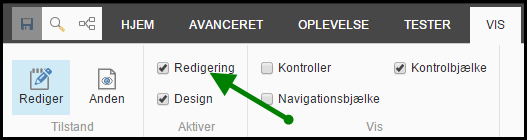 HJEM AVANCERET OPLEVELSE TESTER VIS
Redigering Kontroller Kontrolbjælke
Rediger Anden Design Navigationsbjælke
Tilstand Aktiver Vis